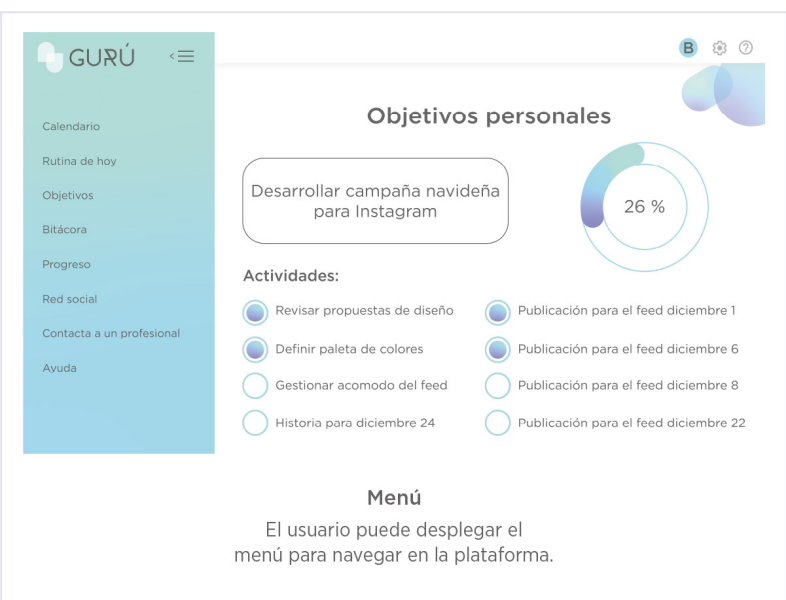 GURÚ
B
Calendario
Rutina de hoy
Objetivos
Bitácora
Progreso
Red social
Contacta a un profesional
Ayuda
Objetivos personales
Desarrollar campaña navideña
para Instagram
26 %
Actividades:
Revisar propuestas de diseño
Definir paleta de colores
Gestionar acomodo del feed
Historia para diciembre 24
Publicación para el feed diciembre 1
Publicación para el feed diciembre 6
Publicación para el feed diciembre 8
Publicación para el feed diciembre 22
Menú
El usuario puede desplegar el
menú para navegar en la plataforma.